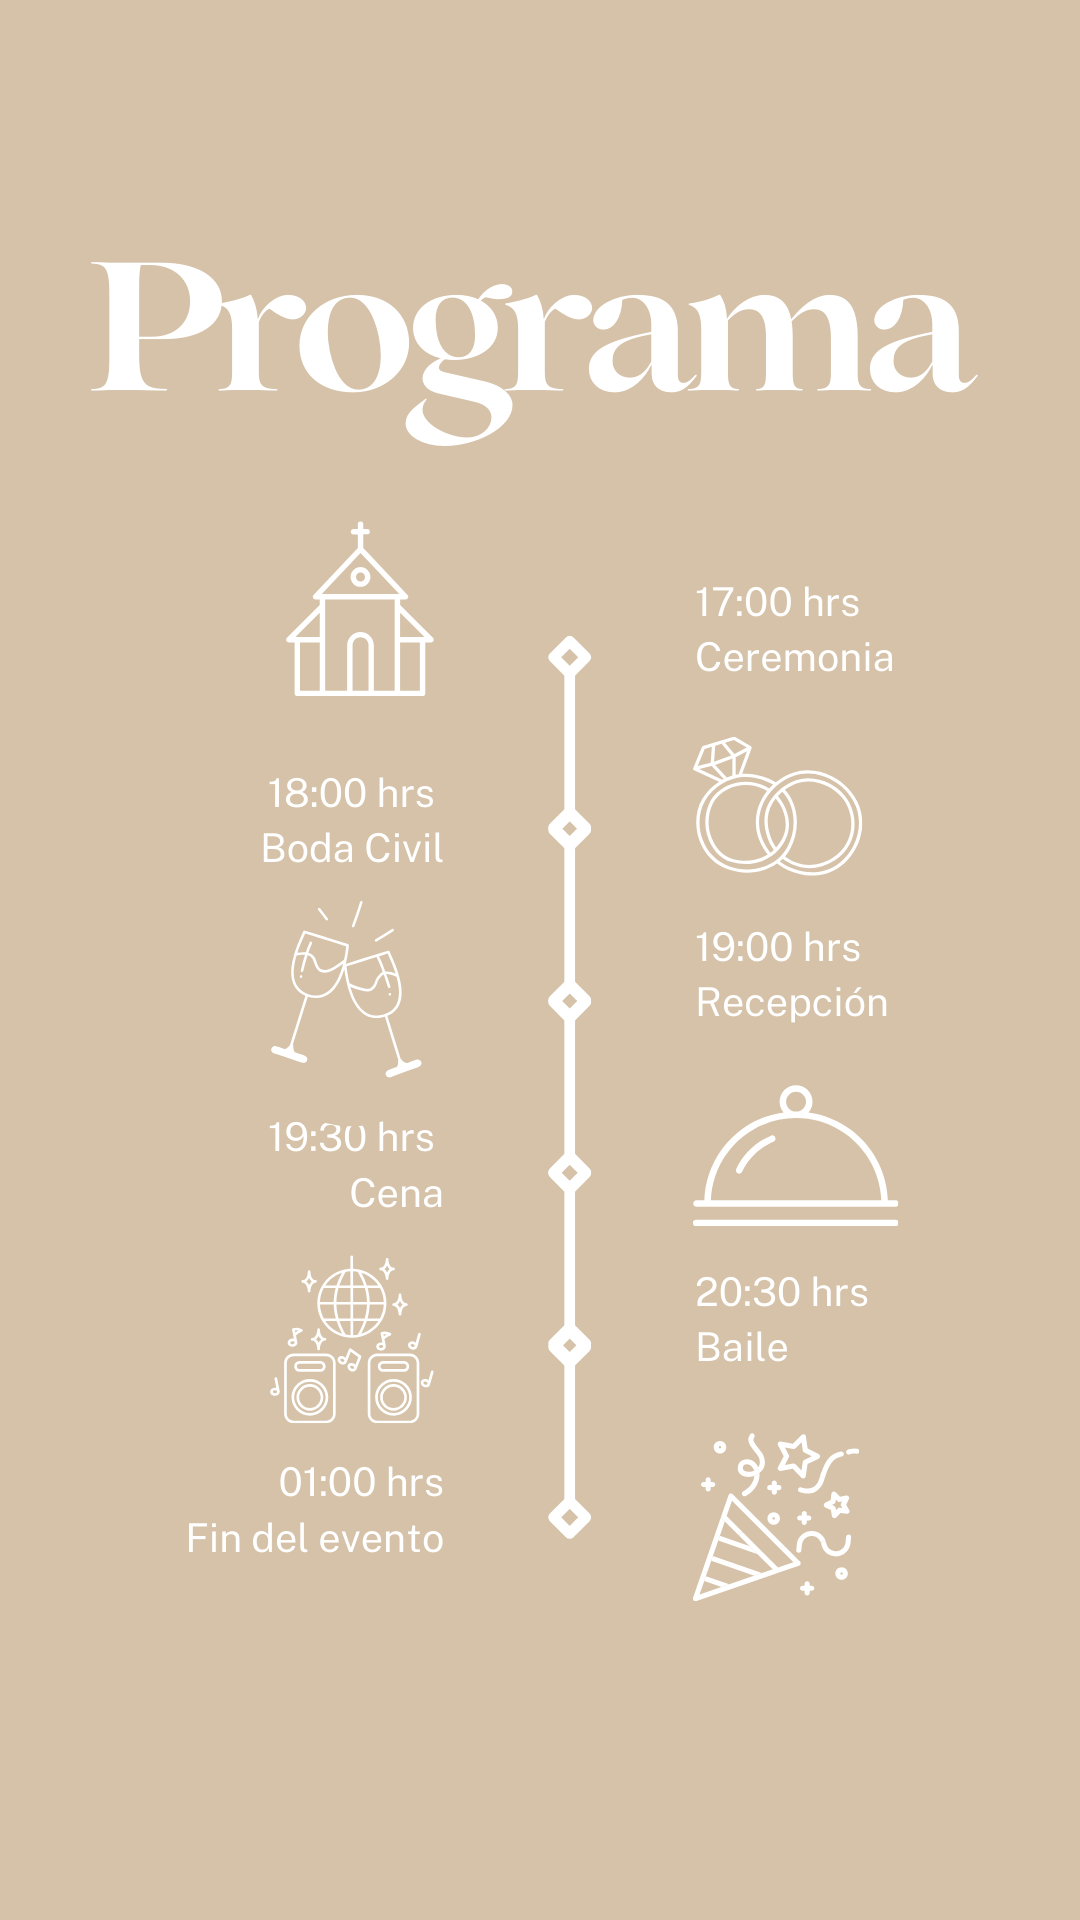 Programa
17:00 hrs
Ceremonia
18:00 hrs
Boda Civil
19:00 hrs
Recepción
19:30 hrs
Cena
20:30 hrs
Baile
01:00 hrs
Fin del evento